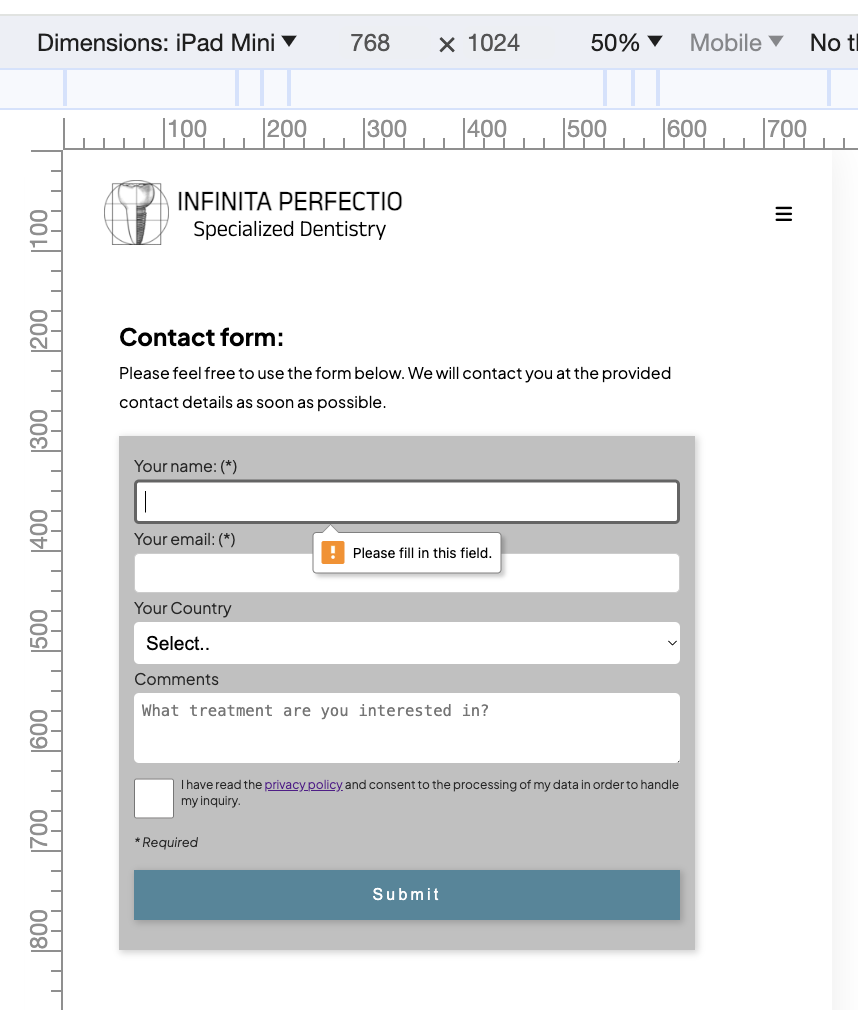 Dimensions: iPad Mini ▼ 768 × 1024 50% ▼ Mobile ▼ No
100 200 300 400 500 600 700
INFINITA PERFECTIO
Specialized Dentistry
☰
100
200
300
400
500
600
700
800
Contact form:
Please feel free to use the form below. We will contact you at the provided
contact details as soon as possible.
Your name: (*)
Your email: (*)
! Please fill in this field.
Your Country
Select..
Comments
What treatment are you interested in?
I have read the privacy policy and consent to the processing of my data in order to handle
my inquiry.
* Required
Submit